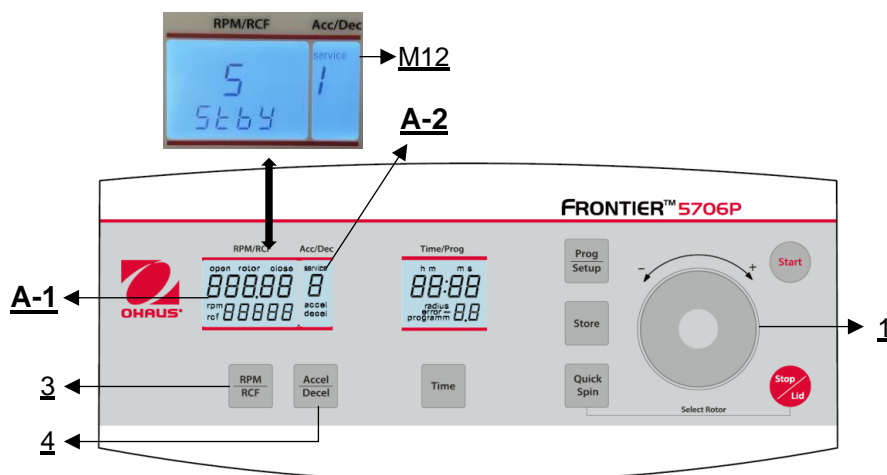 RPM/RCF Acc/Dec
service
5 1
Stby
M12
A-2
FRONTIER™ 5706P
RPM/RCF Acc/Dec
Time/Prog
open rotor close service
h m m s
88888 8
88:88
rpm accel
rcf 88888 decel
radius
error
programm 8.8
A-1
OHAUS
Prog
Setup
Start
- +
Store
1
3
RPM
RCF
Accel
Decel
Time
Quick
Spin
Stop
Lid
Select Rotor
4